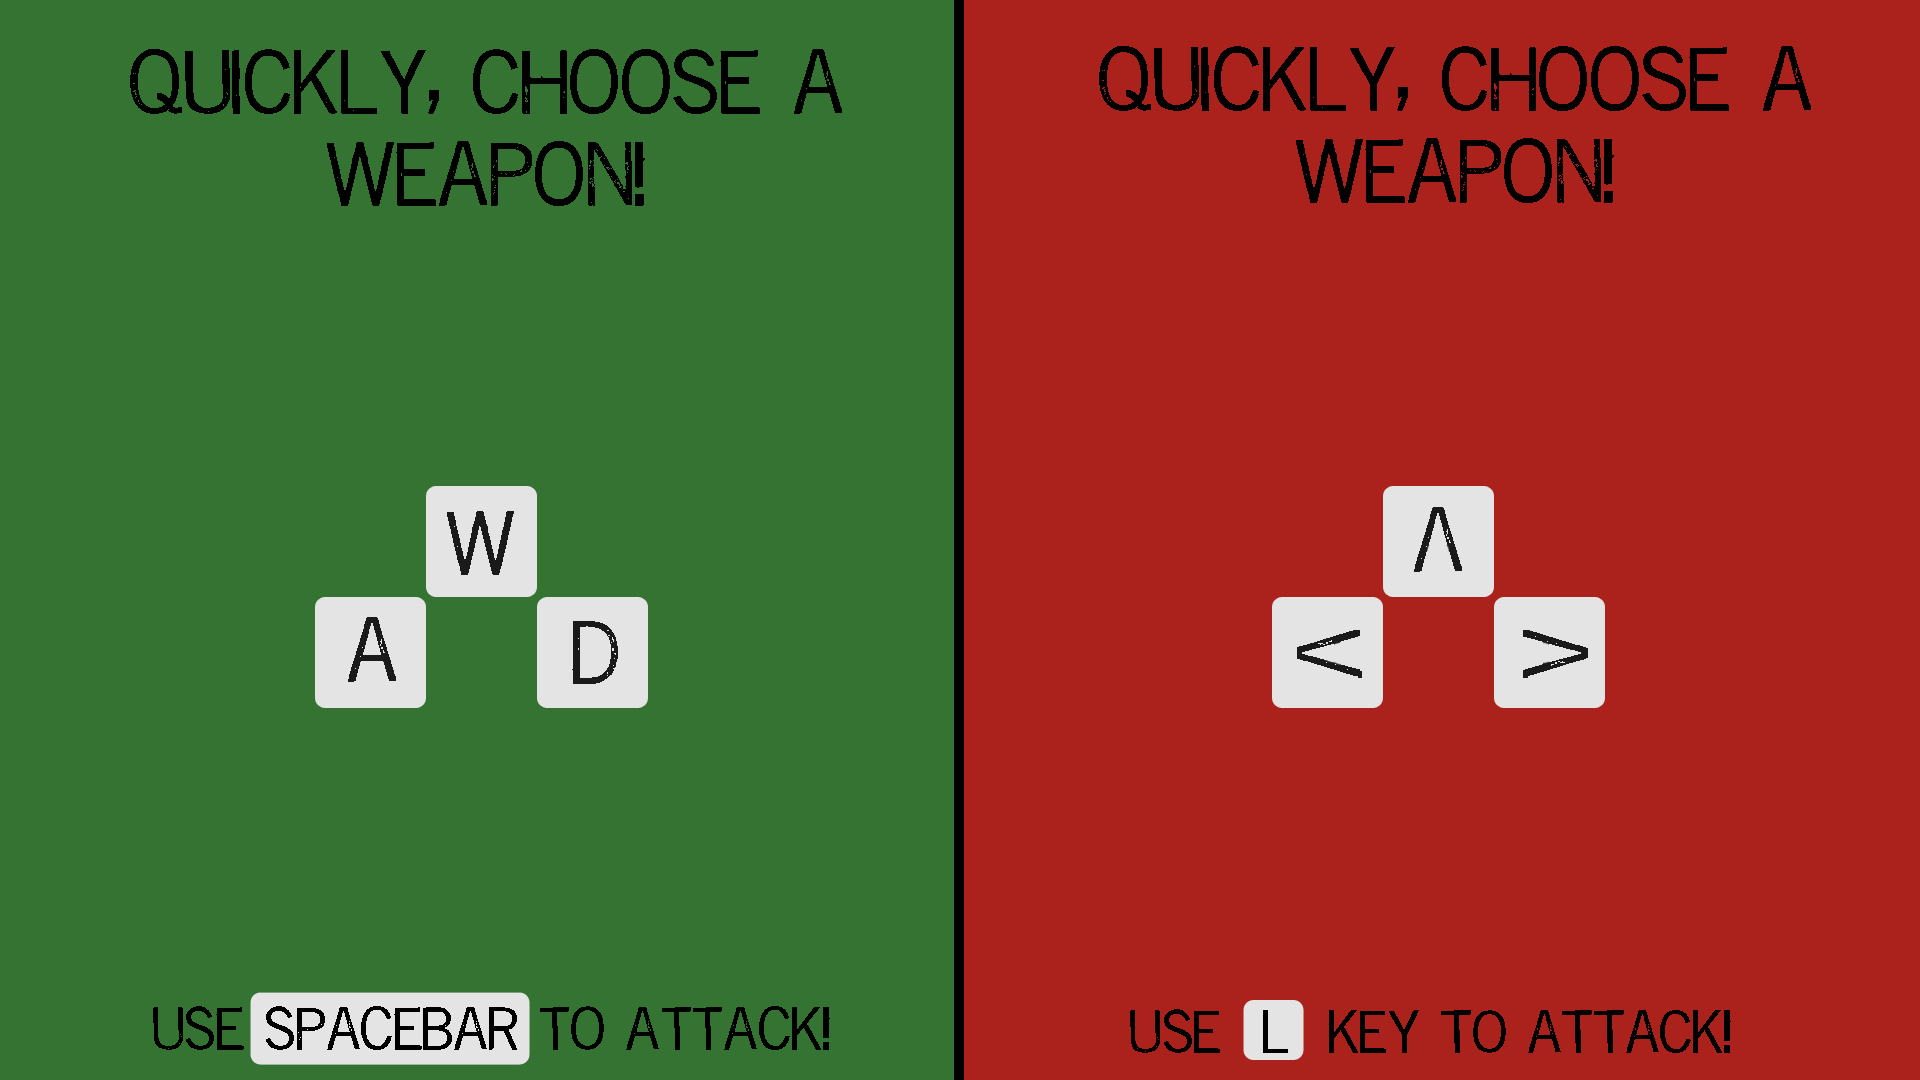 QUICKLY, CHOOSE A
WEAPON!
W
A D
USE SPACEBAR TO ATTACK!
QUICKLY, CHOOSE A
WEAPON!
Λ
< >
USE L KEY TO ATTACK!